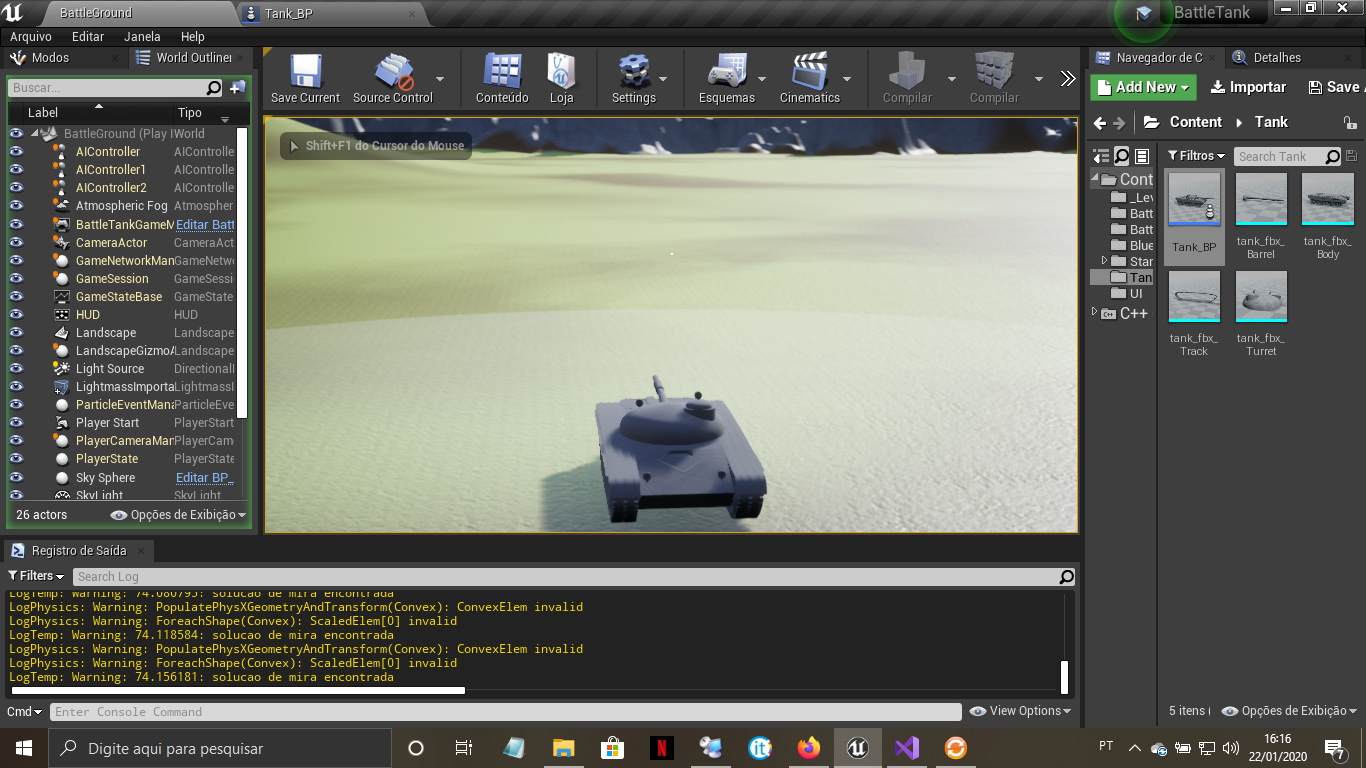 BattleGround
Tank_BP
BattleTank
Arquivo Editar Janela Help
Modos
World Outliner
Navegador de C
Detalhes
Buscar...
Label Tipo
BattleGround (Play I World
AIController AIControlle
AIController1 AIControlle
AIController2 AIControlle
Atmospheric Fog Atmospher
BattleTankGameM Editar Batt
CameraActor CameraAct
GameNetworkMan GameNetwo
GameSession GameSessi
GameStateBase GameState
HUD HUD
Landscape Landscape
LandscapeGizmoA Landscape
Light Source DirectionalI
LightmassImporta LightmassI
ParticleEventMana ParticleEve
Player Start PlayerStart
PlayerCameraMan PlayerCam
PlayerState PlayerState
Sky Sphere Editar BP_
SkyLight SkyLight
26 actors
Opções de Exibição
Save Current
Source Control
Conteúdo
Loja
Settings
Esquemas
Cinematics
Compilar
Compilar
Shift+F1 do Cursor do Mouse
Add New
Importar
Save A
Content
Tank
Filtros
Search Tank
Cont
_Lev
Batt
Batt
Blue
Star
Tan
UI
C++
Tank_BP
tank_fbx_
Barrel
tank_fbx_
Body
tank_fbx_
Track
tank_fbx_
Turret
5 itens (
Opções de Exibição
Registro de Saída
Filters
Search Log
LogTemp: Warning: 74.080795: solucao de mira encontrada
LogPhysics: Warning: PopulatePhysXGeometryAndTransform(Convex): ConvexElem invalid
LogPhysics: Warning: ForeachShape(Convex): ScaledElem[0] invalid
LogTemp: Warning: 74.118584: solucao de mira encontrada
LogPhysics: Warning: PopulatePhysXGeometryAndTransform(Convex): ConvexElem invalid
LogPhysics: Warning: ForeachShape(Convex): ScaledElem[0] invalid
LogTemp: Warning: 74.156181: solucao de mira encontrada
Cmd
Enter Console Command
View Options
Digite aqui para pesquisar
N
it
PT
16:16
22/01/2020
7